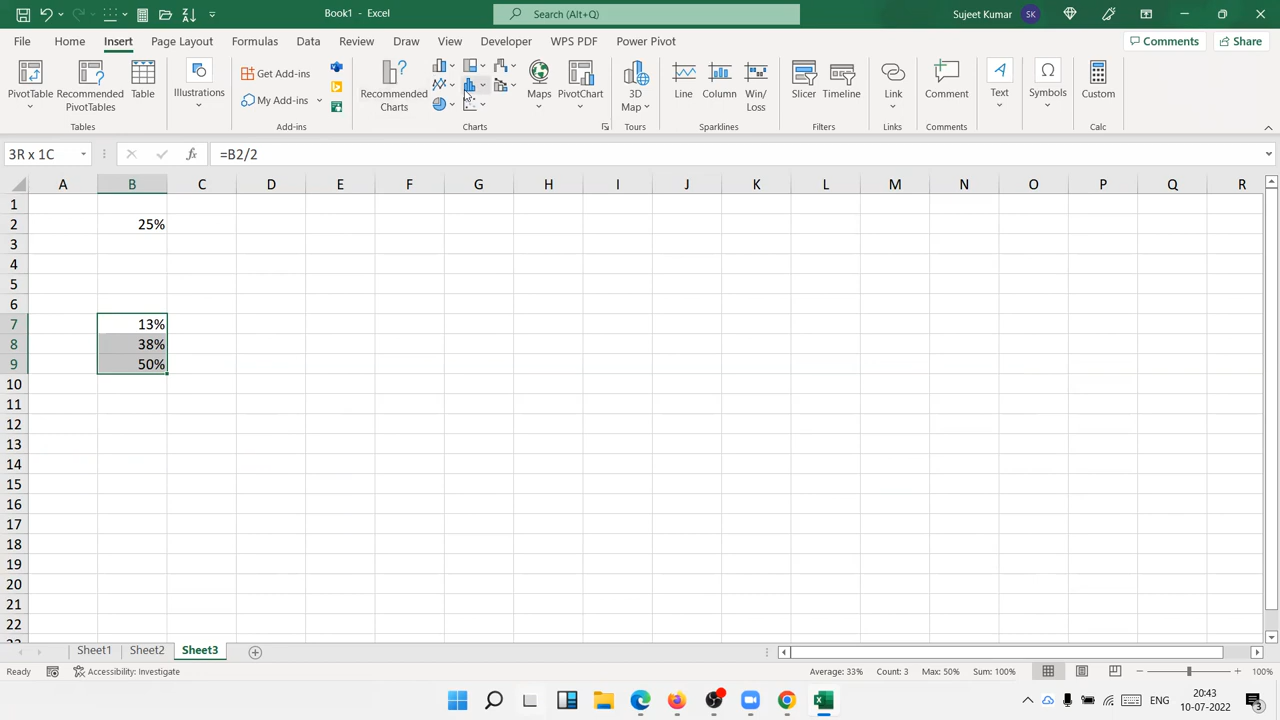 Book1 - Excel
Search (Alt+Q)
Sujeet Kumar
SK
File Home Insert Page Layout Formulas Data Review View Draw Developer WPS PDF Power Pivot
Comments
Share
PivotTable
Recommended PivotTables
Table
Tables
Illustrations
Get Add-ins
My Add-ins
Add-ins
Recommended Charts
Charts
Maps
PivotChart
3D Map
Tours
Line
Column
Win/Loss
Sparklines
Slicer
Timeline
Filters
Link
Links
Comment
Comments
Text
Symbols
Custom
Calc
3R x 1C
fx
=B2/2
A B C D E F G H I J K L M N O P Q R
1
2 25%
3
4
5
6
7 13%
8 38%
9 50%
10
11
12
13
14
15
16
17
18
19
20
21
22
Sheet1 Sheet2 Sheet3
Ready
Accessibility: Investigate
Average: 33% Count: 3 Max: 50% Sum: 100%
100%
ENG
20:43
10-07-2022
3